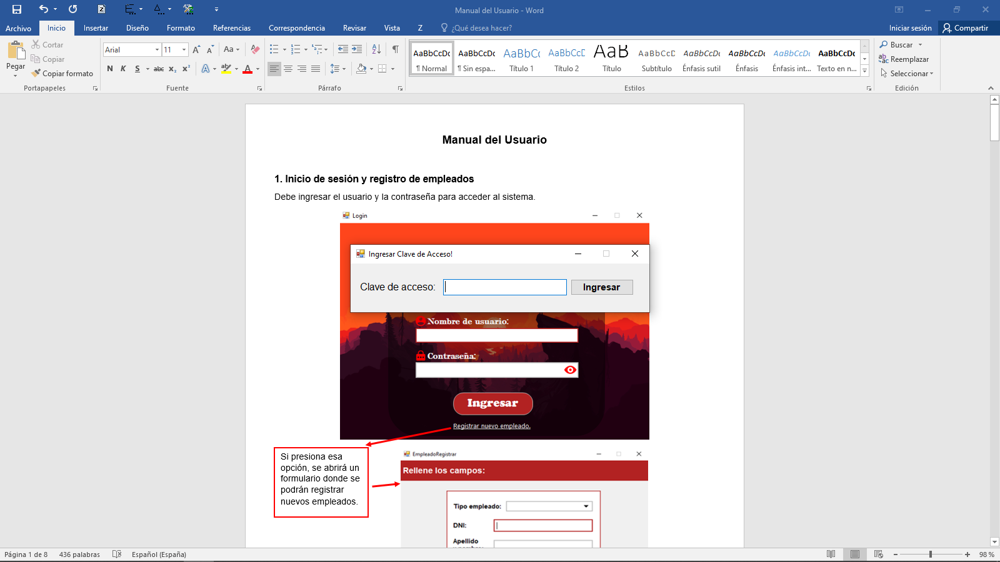 Manual del Usuario - Word
Archivo
Inicio
Insertar
Diseño
Formato
Referencias
Correspondencia
Revisar
Vista
Z
¿Qué desea hacer?
Iniciar sesión
Compartir
Pegar
Cortar
Copiar
Copiar formato
Portapapeles
Arial
11
Aa
N K S abc x₂ x²
Fuente
Párrafo
AaBbCcDc
¶ Normal
AaBbCcDc
¶ Sin espa...
AaBbCc
Título 1
AaBbCcD
Título 2
AaB
Título
AaBbCcD
Subtítulo
AaBbCcDc
Énfasis sutil
AaBbCcDc
Énfasis
AaBbCcDc
Énfasis int...
AaBbCcDc
Texto en n...
Estilos
Buscar
Reemplazar
Seleccionar
Edición
Manual del Usuario
1. Inicio de sesión y registro de empleados
Debe ingresar el usuario y la contraseña para acceder al sistema.
Login
Ingresar Clave de Acceso!
Clave de acceso:
Ingresar
Nombre de usuario:
Contraseña:
Ingresar
Registrar nuevo empleado.
Si presiona esa
opción, se abrirá un
formulario donde se
podrán registrar
nuevos empleados.
EmpleadoRegistrar
Rellene los campos:
Tipo empleado:
DNI:
Apellido
Página 1 de 8
436 palabras
Español (España)
98 %